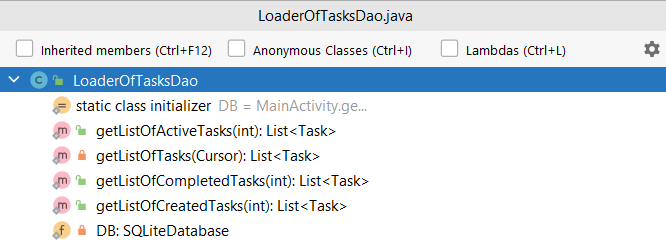 LoaderOfTasksDao.java
Inherited members (Ctrl+F12) Anonymous Classes (Ctrl+I) Lambdas (Ctrl+L)
C LoaderOfTasksDao
= static class initializer DB = MainActivity.ge...
m getListOfActiveTasks(int): List<Task>
m getListOfTasks(Cursor): List<Task>
m getListOfCompletedTasks(int): List<Task>
m getListOfCreatedTasks(int): List<Task>
f DB: SQLiteDatabase